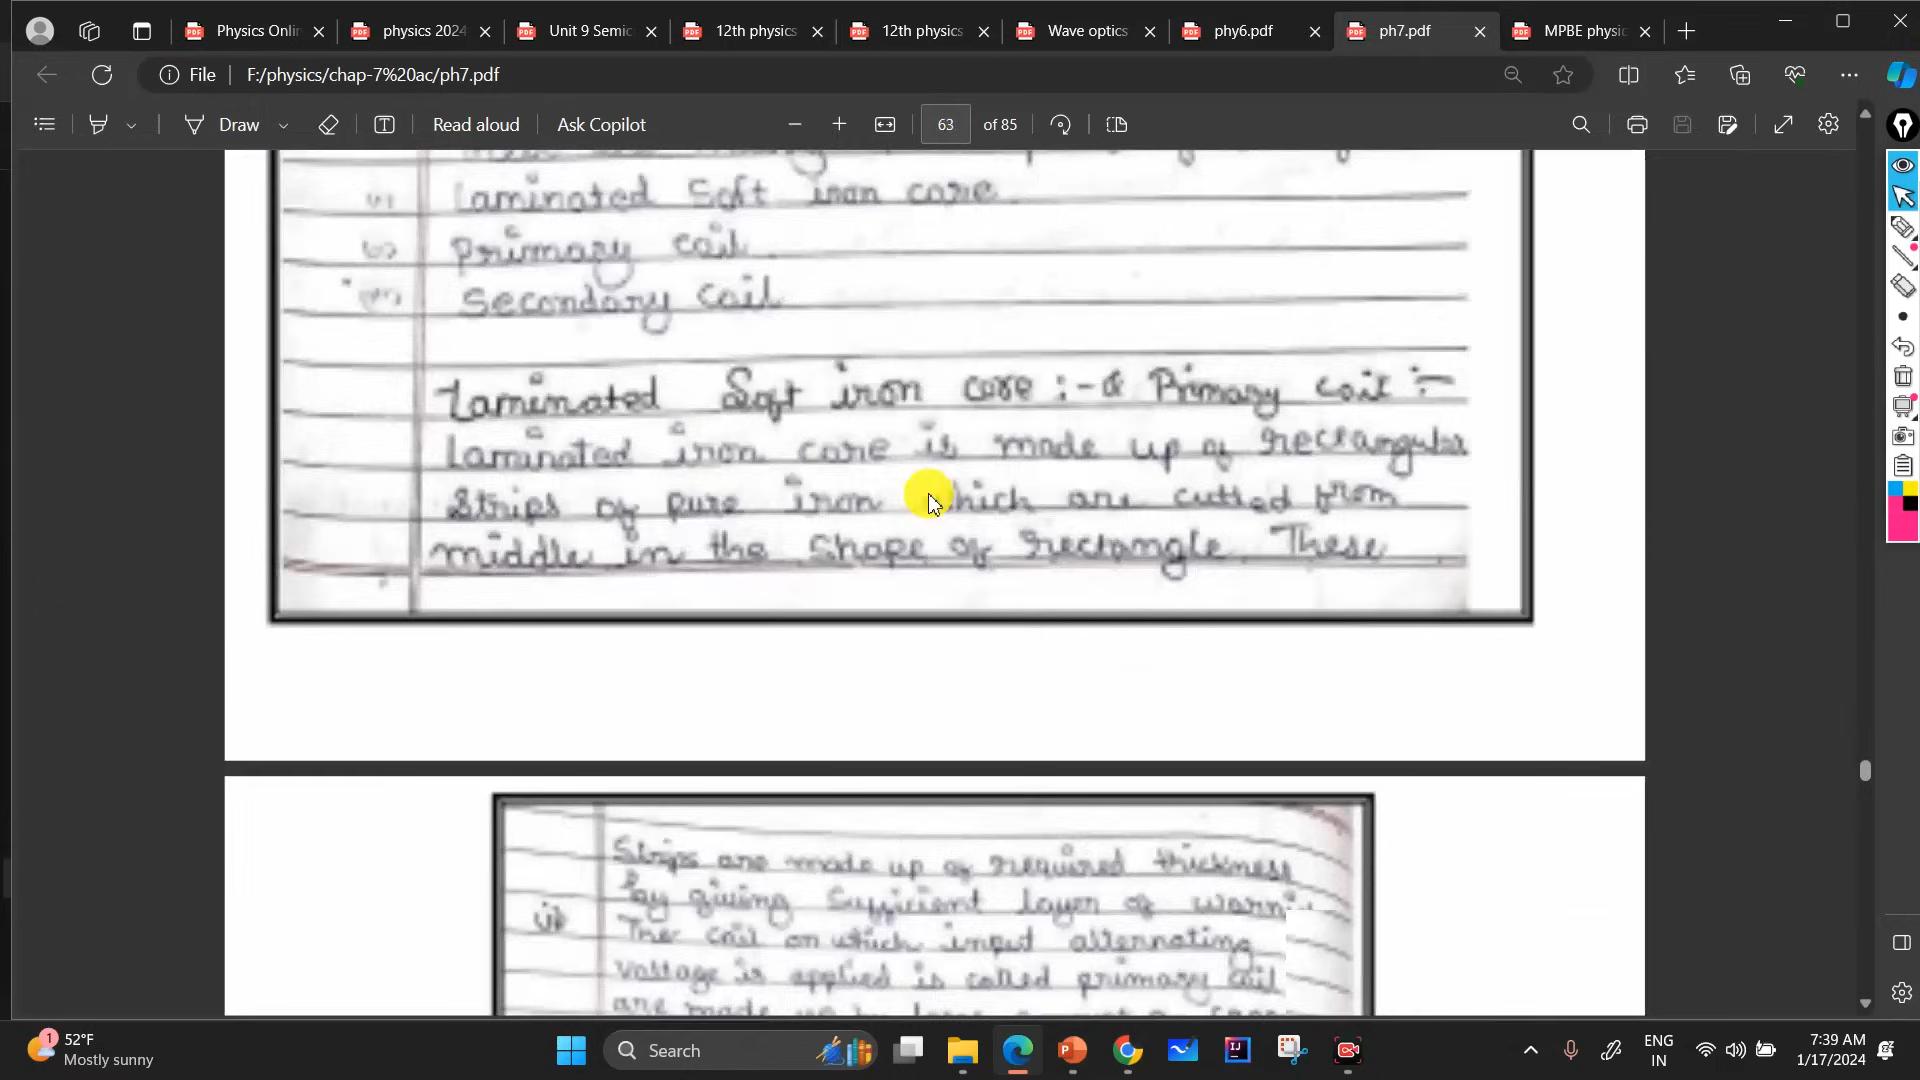 Physics Onlin
physics 2024
Unit 9 Semic
12th physics
12th physics
Wave optics
phy6.pdf
ph7.pdf
MPBE physic
File
F:/physics/chap-7%20ac/ph7.pdf
Draw
Read aloud
Ask Copilot
63
of 85
Laminated Soft iron core.
Primary coil.
Secondary coil
Laminated Soft iron core :- & Primary coil :-
Laminated iron core is made up of rectangular
Strips of pure iron which are cutted from
middle in the shape of rectangle. These
Strips are made up of required thickness
by giving Sufficient layer of
ii)
The coil on which input alternating
Voltage is applied is called primary coil
are made up
1
52°F
Mostly sunny
Search
ENG
IN
7:39 AM
1/17/2024